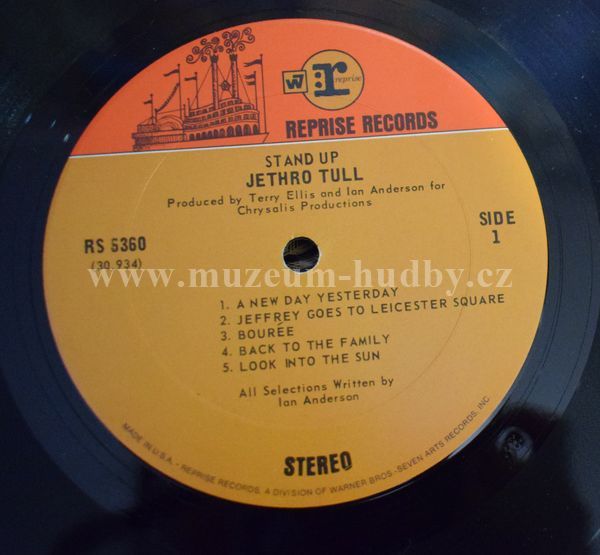 W7
r reprise
REPRISE RECORDS
STAND UP
JETHRO TULL
Produced by Terry Ellis and Ian Anderson for
Chrysalis Productions
RS 6360
(30,934)
SIDE
1
www.muzeum-hudby.cz
1. A NEW DAY YESTERDAY
2. JEFFREY GOES TO LEICESTER SQUARE
3. BOURÉE
4. BACK TO THE FAMILY
5. LOOK INTO THE SUN
All Selections Written by
Ian Anderson
STEREO
MADE IN U.S.A. - REPRISE RECORDS, A DIVISION OF WARNER BROS.-SEVEN ARTS RECORDS, INC.